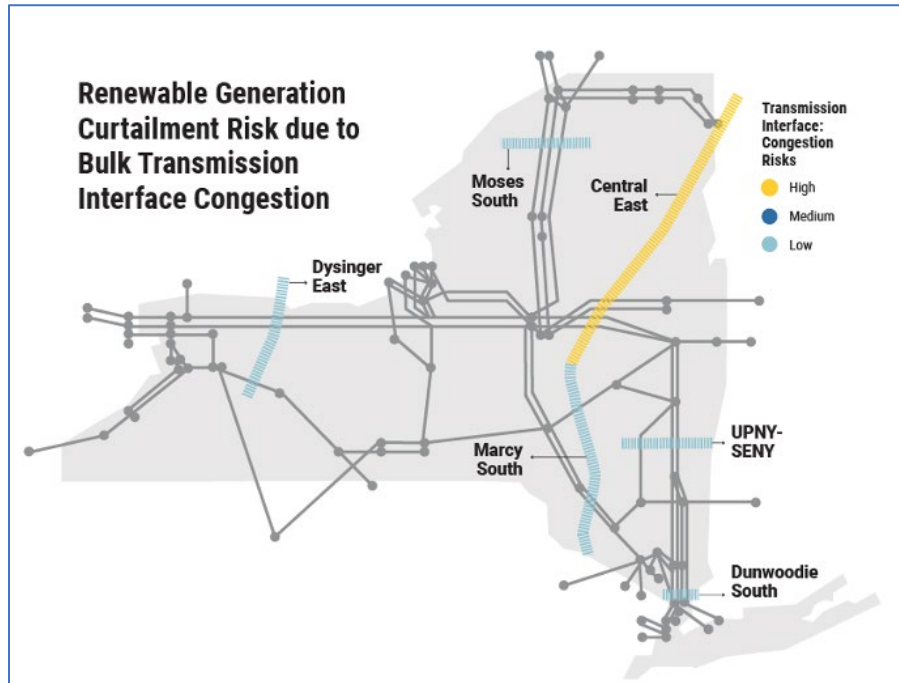 Renewable Generation
Curtailment Risk due to
Bulk Transmission
Interface Congestion
Transmission
Interface:
Congestion
Risks
High
Medium
Low
Moses
South
Central
East
Dysinger
East
Marcy
South
UPNY-
SENY
Dunwoodie
South